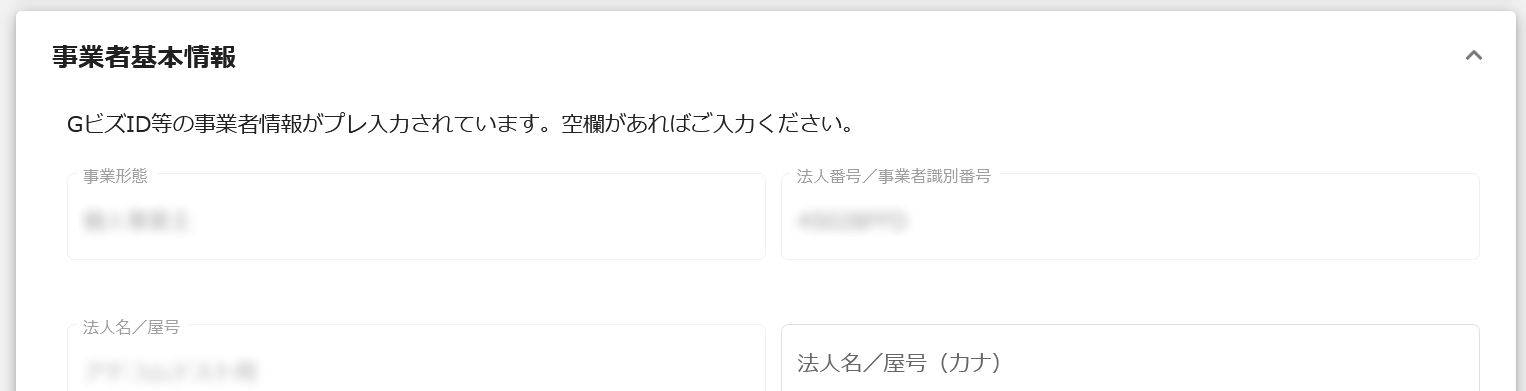 事業者基本情報
GビズID等の事業者情報がプレ入力されています。空欄があればご入力ください。
事業形態
法人番号／事業者識別番号
法人名／屋号
法人名／屋号（カナ）